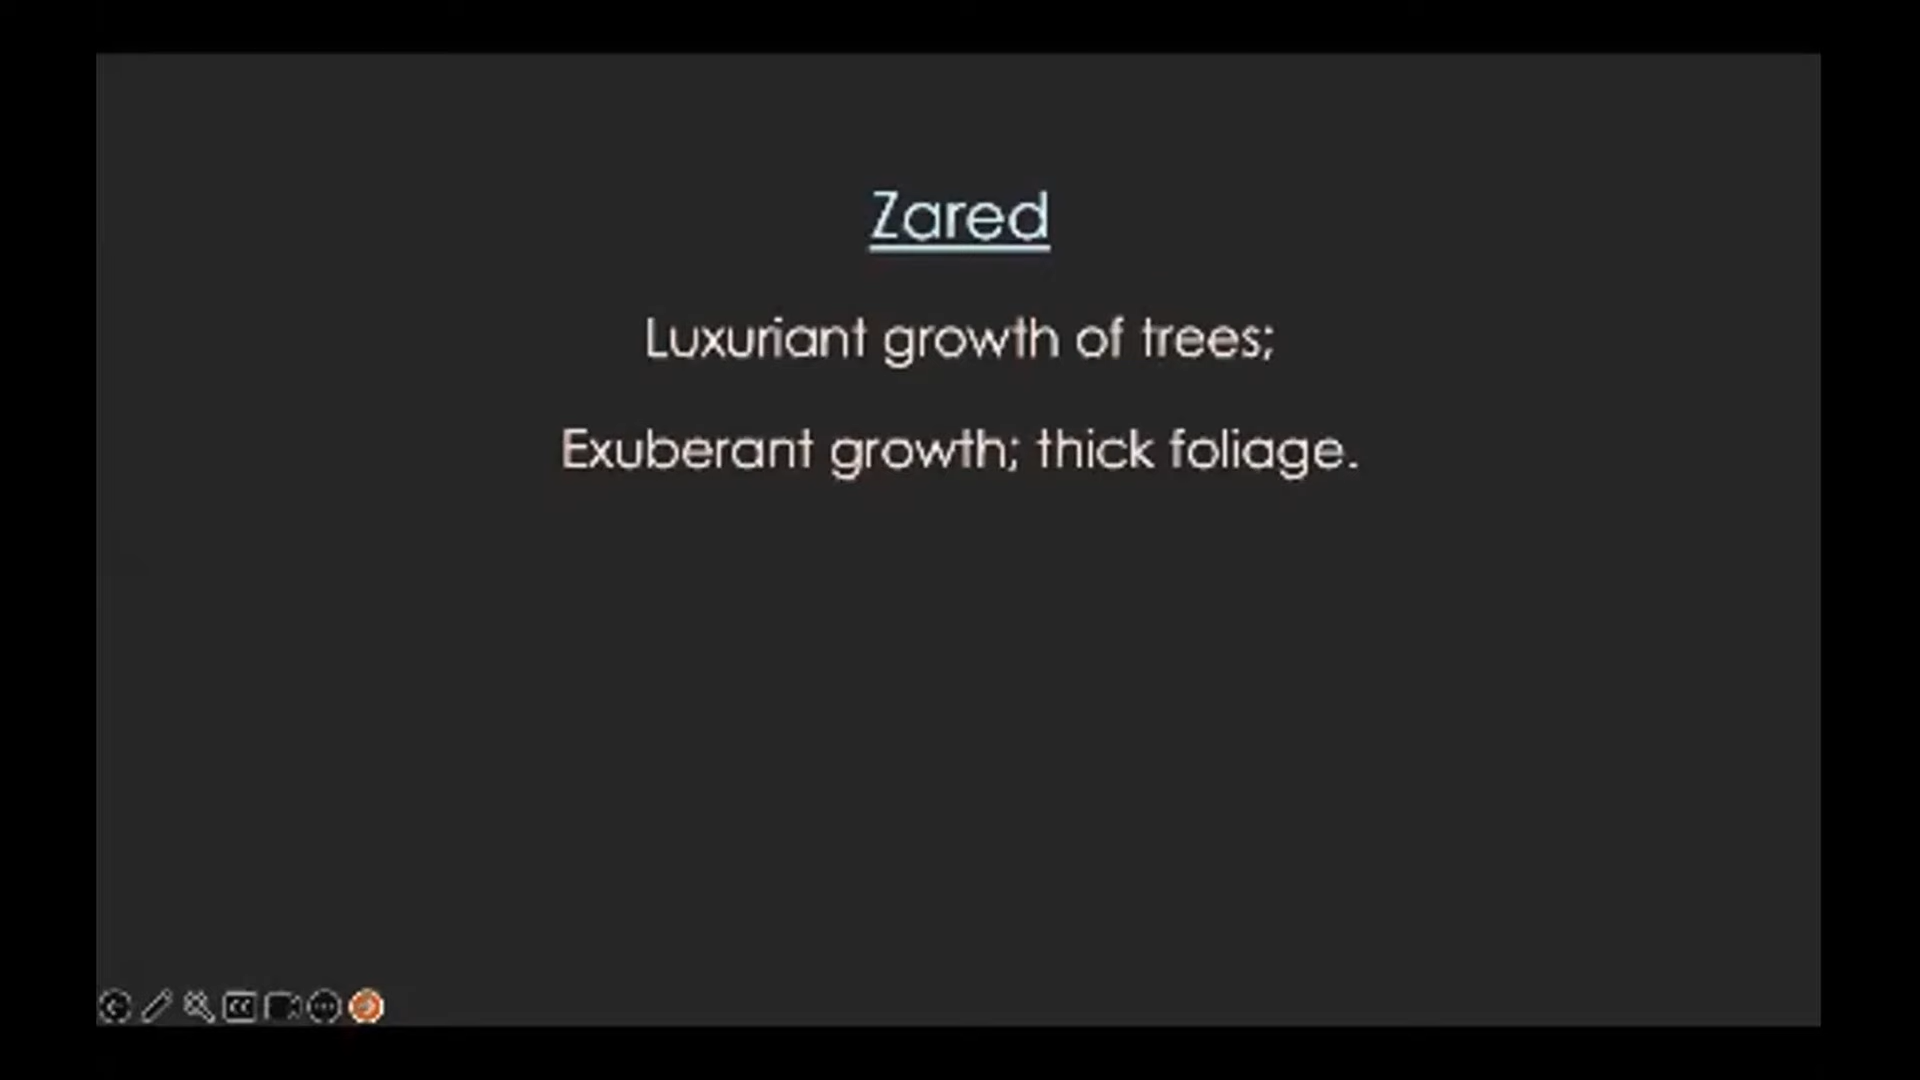 Zared
Luxuriant growth of trees;
Exuberant growth; thick foliage.